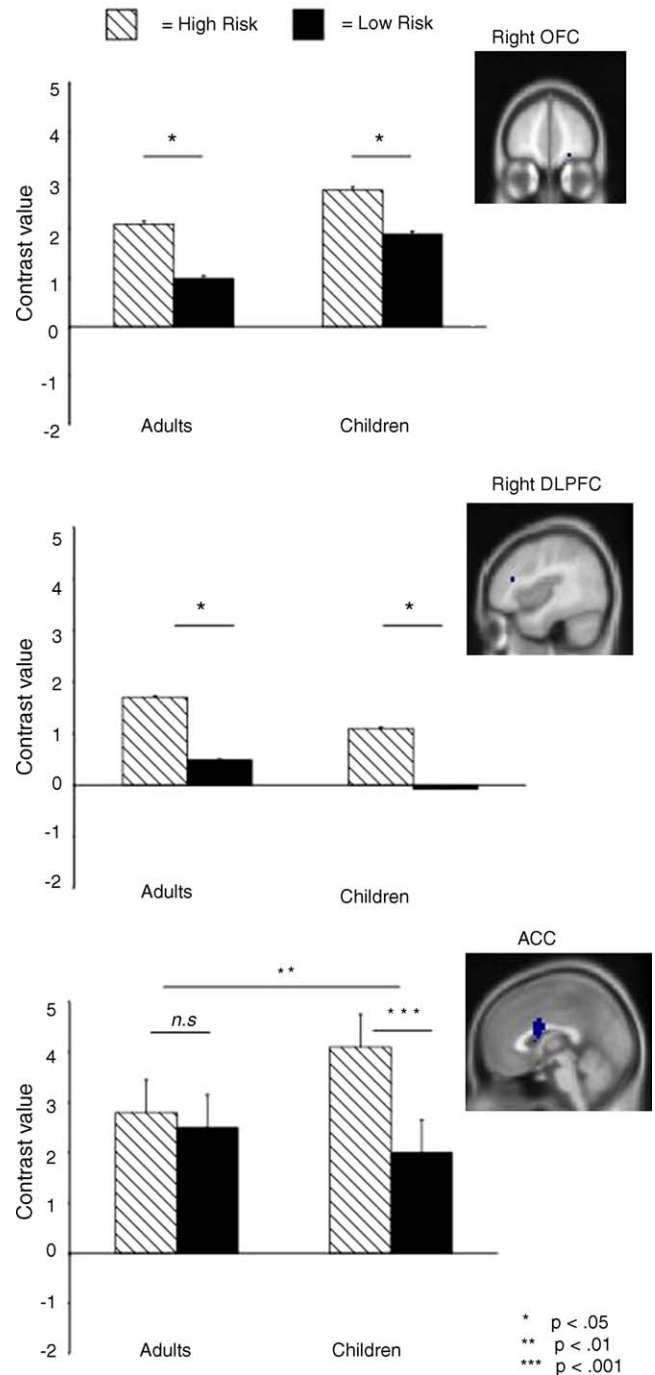 = High Risk = Low Risk
Right OFC
5
4
3
2
1
0
-1
-2
Contrast value
* *
Adults Children
Right DLPFC
5
4
3
2
1
0
-1
-2
Contrast value
* *
Adults Children
ACC
**
n.s ***
5
4
3
2
1
0
-1
-2
Contrast value
Adults Children
* p < .05
** p < .01
*** p < .001